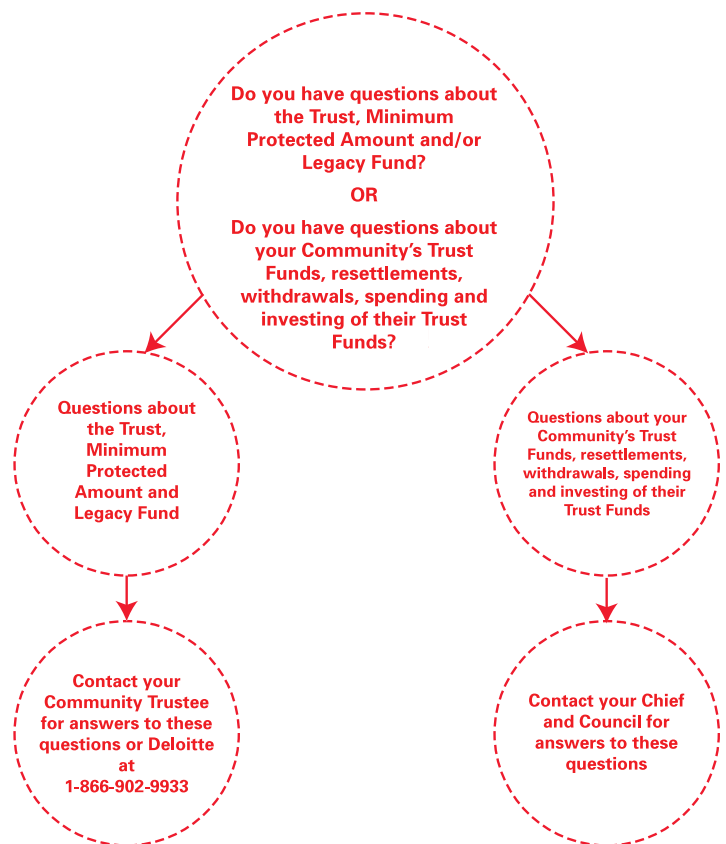 Do you have questions about
the Trust, Minimum
Protected Amount and/or
Legacy Fund?
OR
Do you have questions about
your Community’s Trust
Funds, resettlements,
withdrawals, spending and
investing of their Trust
Funds?
Questions about
the Trust,
Minimum
Protected
Amount and
Legacy Fund
Questions about your
Community’s Trust
Funds, resettlements,
withdrawals, spending
and investing of their
Trust Funds
Contact your
Community Trustee
for answers to these
questions or Deloitte
at
1-866-902-9933
Contact your Chief
and Council for
answers to these
questions